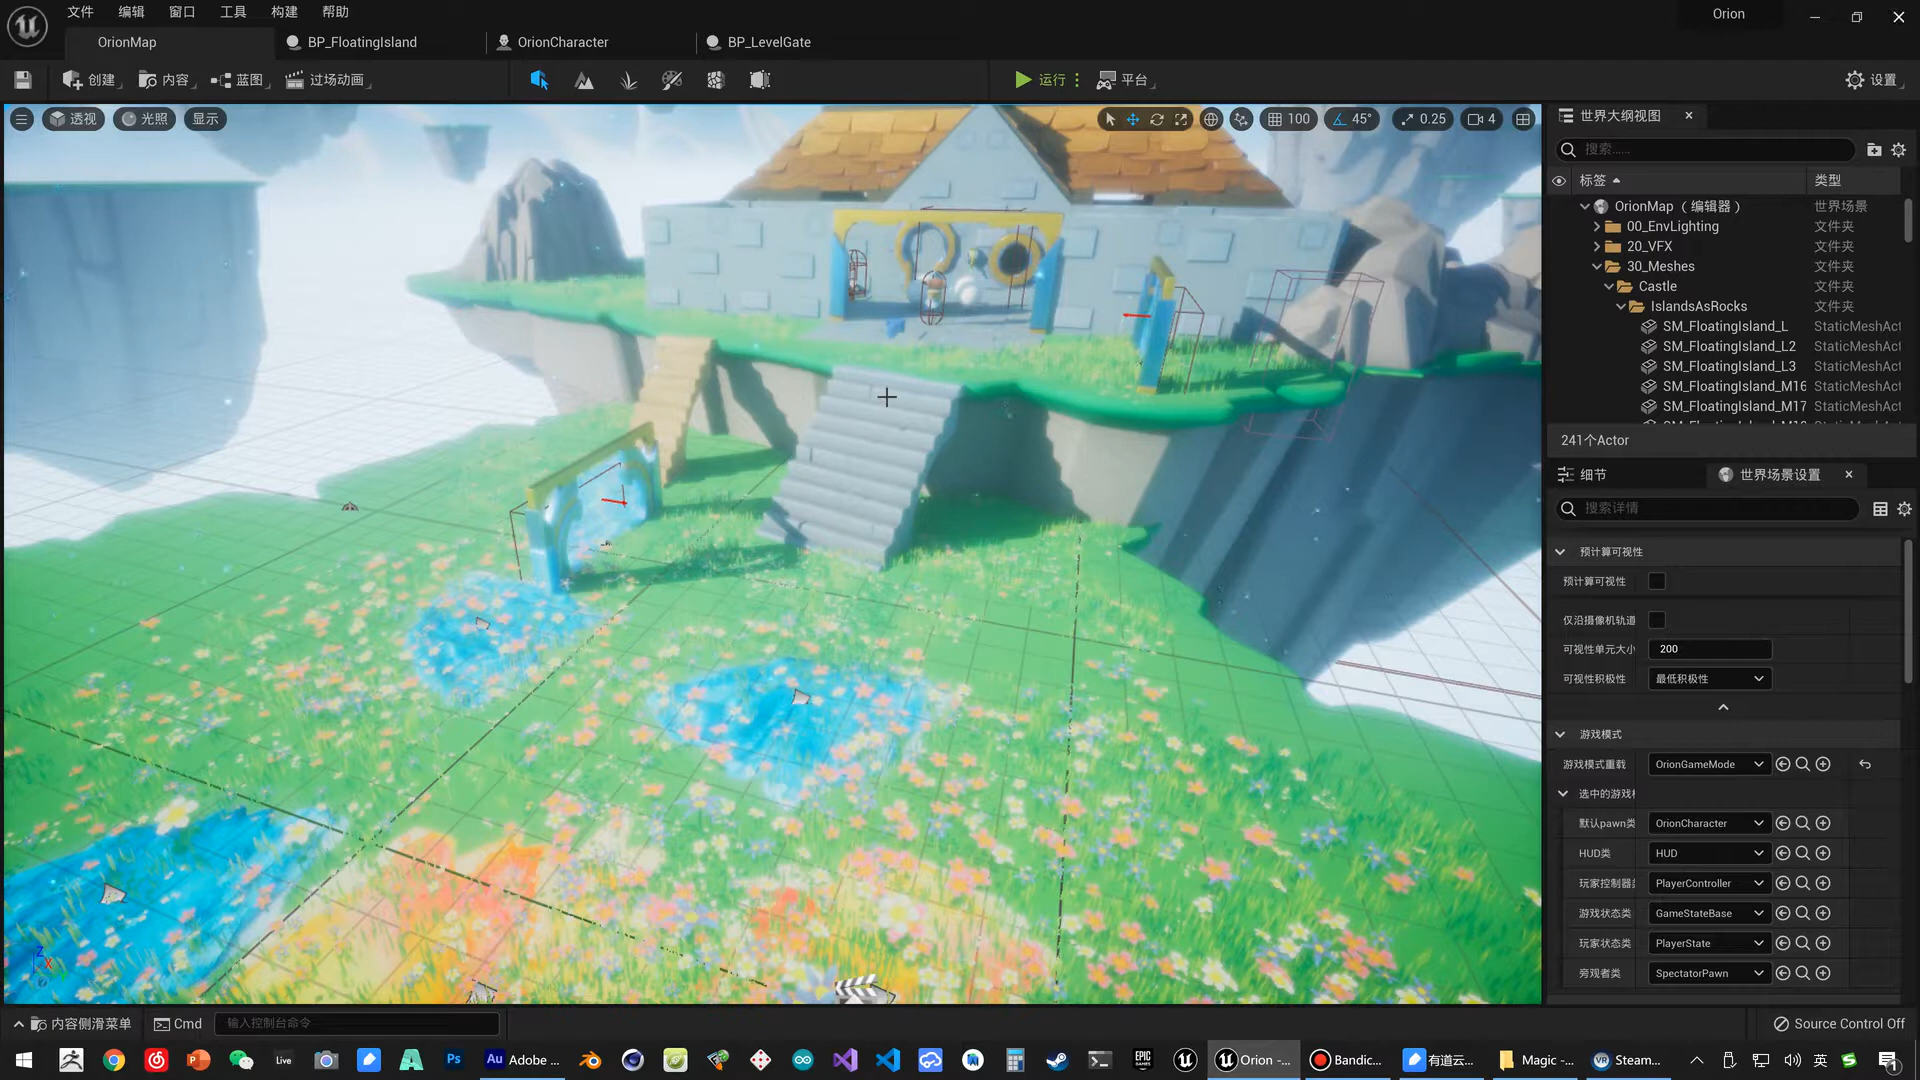 文件 编辑 窗口 工具 构建 帮助 Orion
OrionMap BP_FloatingIsland OrionCharacter BP_LevelGate
创建 内容 蓝图 过场动画 运行 平台 设置
透视 光照 显示 100 45° 0.25 4
世界大纲视图
搜索......
标签 类型
OrionMap （编辑器） 世界场景
00_EnvLighting 文件夹
20_VFX 文件夹
30_Meshes 文件夹
Castle 文件夹
IslandsAsRocks 文件夹
SM_FloatingIsland_L StaticMeshAct
SM_FloatingIsland_L2 StaticMeshAct
SM_FloatingIsland_L3 StaticMeshAct
SM_FloatingIsland_M16 StaticMeshAct
SM_FloatingIsland_M17 StaticMeshAct
241个Actor
细节 世界场景设置
搜索详情
预计算可视性
预计算可视性
仅沿摄像机轨道
可视性单元大小 200
可视性积极性 最低积极性
游戏模式
游戏模式重载 OrionGameMode
选中的游戏
默认pawn类 OrionCharacter
HUD类 HUD
玩家控制器 PlayerController
游戏状态类 GameStateBase
玩家状态类 PlayerState
旁观者类 SpectatorPawn
Z
X
内容侧滑菜单 Cmd 输入控制台命令 Source Control Off
Live Ps Au Adobe ... EPIC GAMES Orion -... Bandic... 有道云... Magic -... VR Steam... 英 1